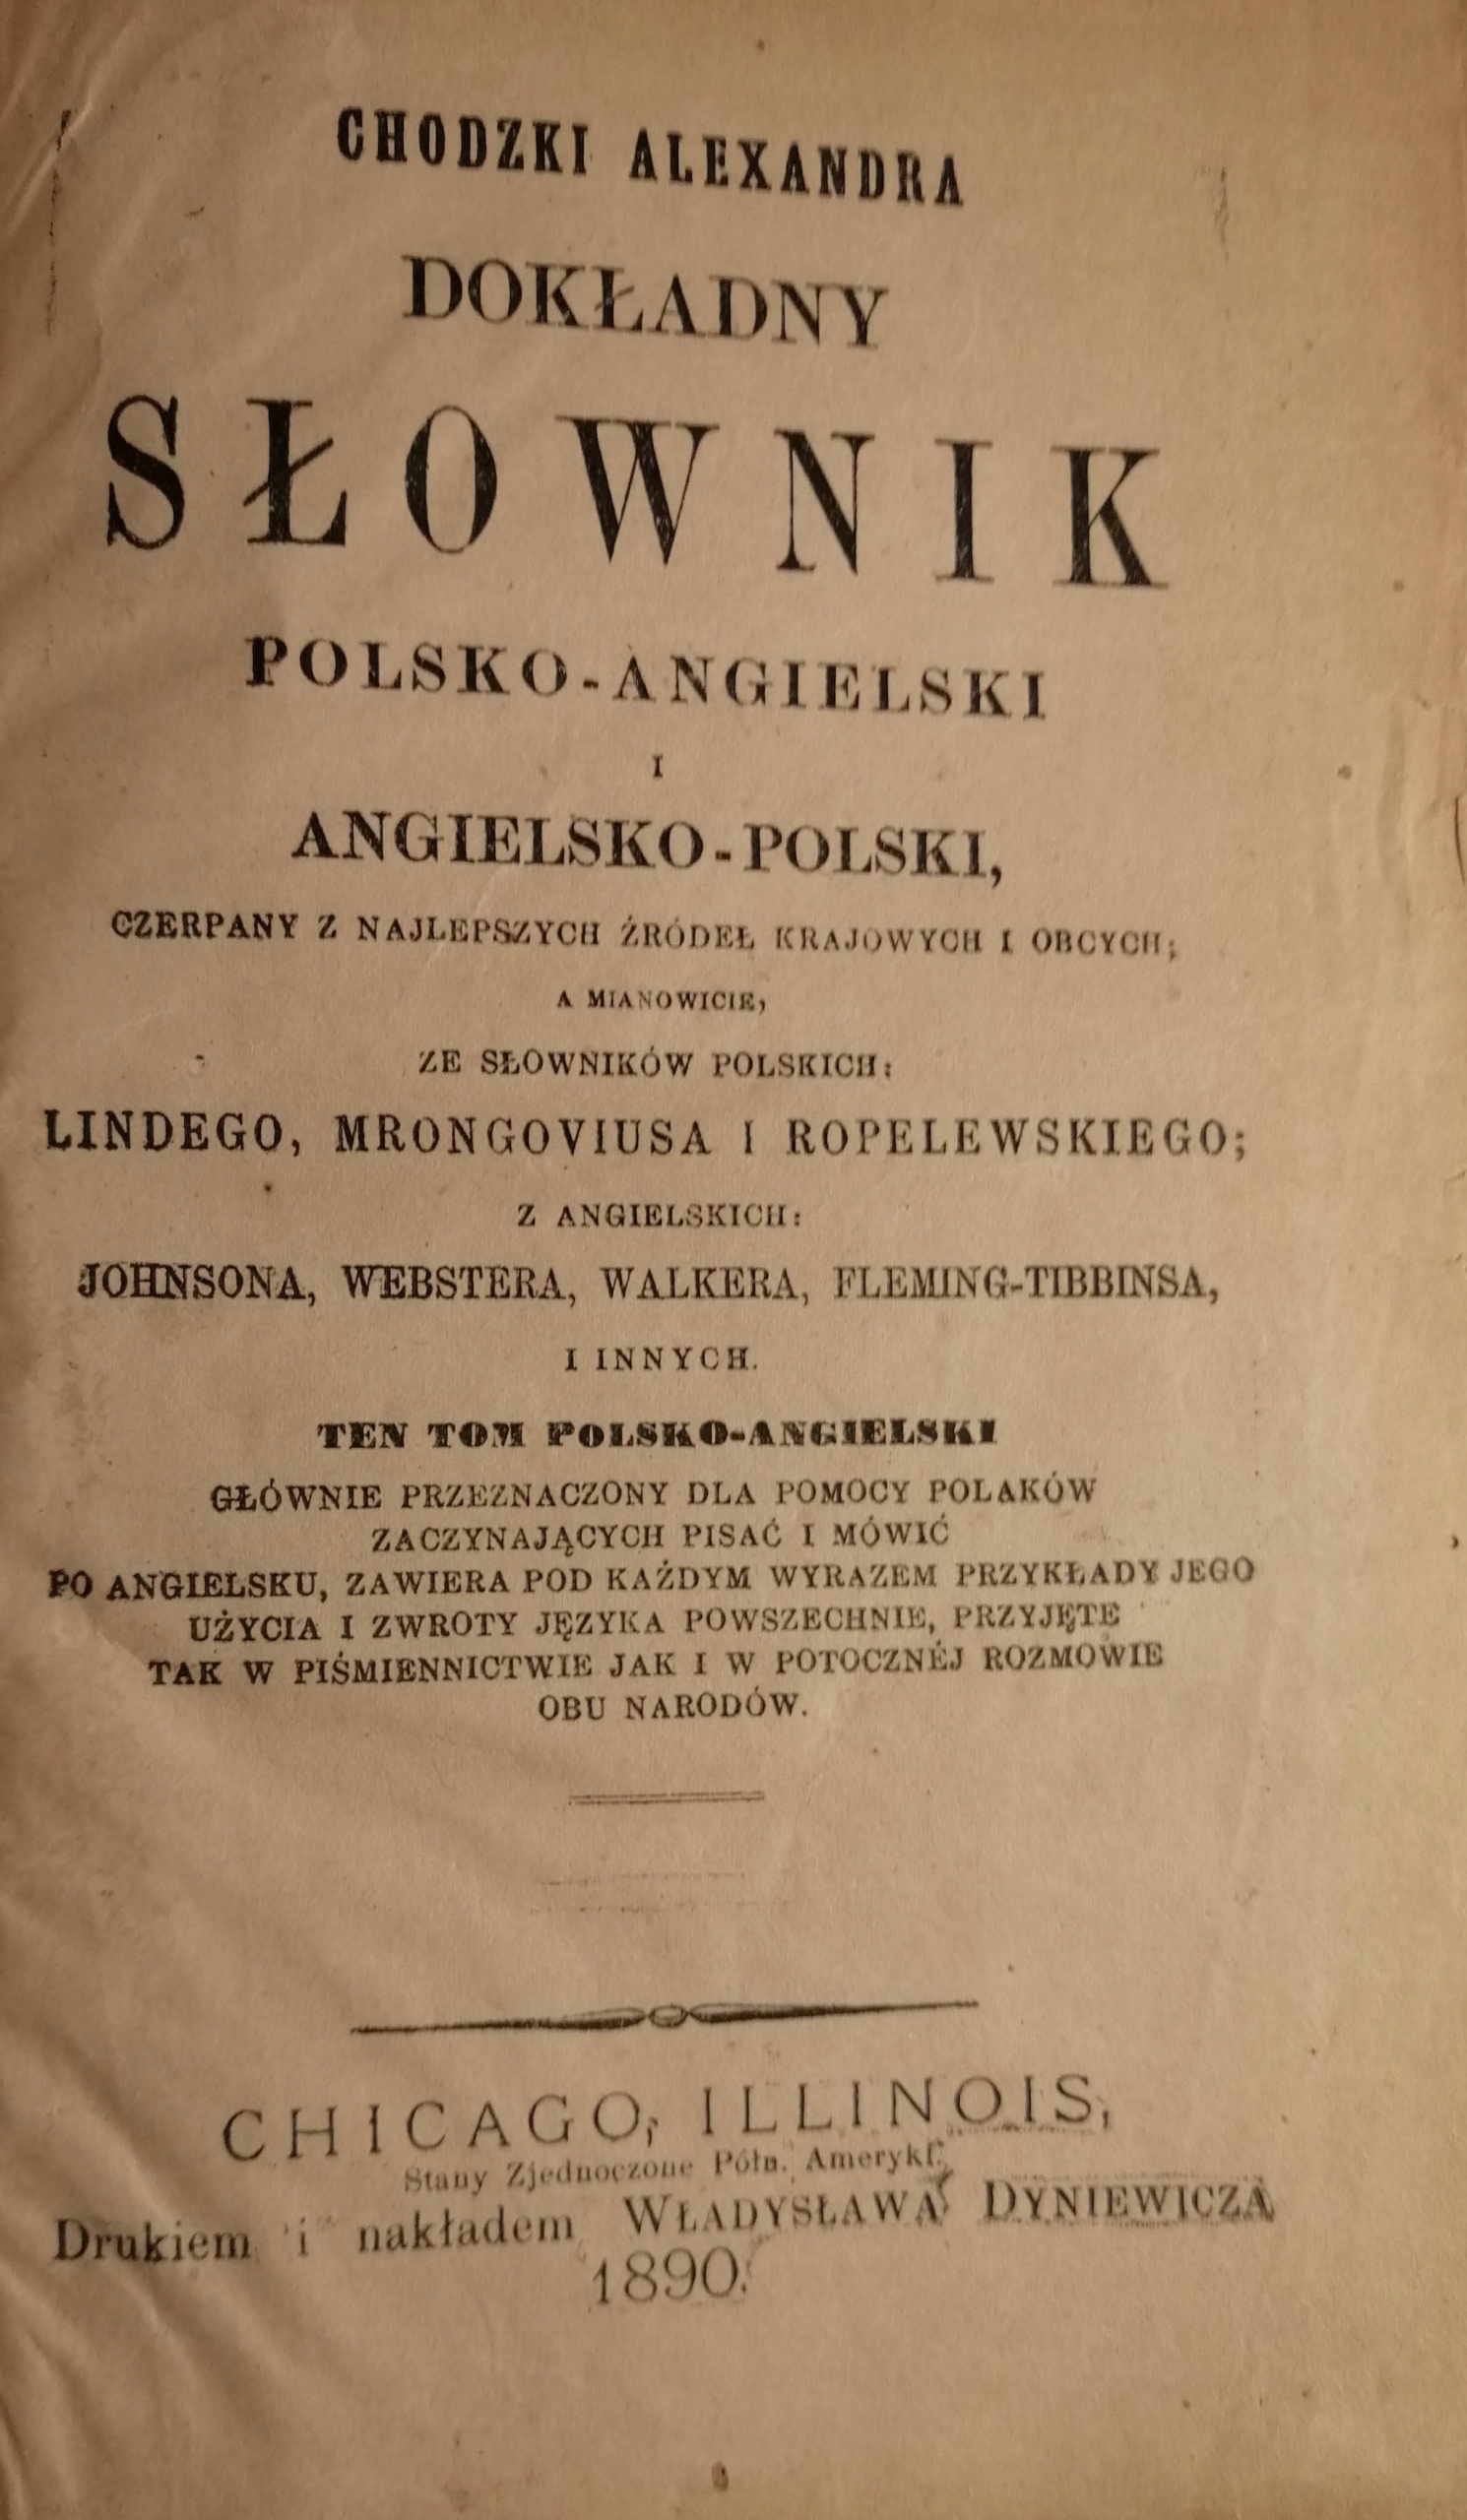 CHODZKI ALEXANDRA
DOKŁADNY
SŁOWNIK
POLSKO-ANGIELSKI
I
ANGIELSKO-POLSKI,
CZERPANY Z NAJLEPSZYCH ŹRÓDEŁ KRAJOWYCH I OBCYCH;
A MIANOWICIE,
ZE SŁOWNIKÓW POLSKICH:
LINDEGO, MRONGOVIUSA I ROPELEWSKIEGO;
Z ANGIELSKICH:
JOHNSONA, WEBSTERA, WALKERA, FLEMING-TIBBINSA,
I INNYCH.
TEN TOM POLSKO-ANGIELSKI
GŁÓWNIE PRZEZNACZONY DLA POMOCY POLAKÓW
ZACZYNAJĄCYCH PISAĆ I MÓWIĆ
PO ANGIELSKU, ZAWIERA POD KAŻDYM WYRAZEM PRZYKŁADY JEGO
UŻYCIA I ZWROTY JĘZYKA POWSZECHNIE, PRZYJĘTE
TAK W PIŚMIENNICTWIE JAK I W POTOCZNÉJ ROZMOWIE
OBU NARODÓW.
CHICAGO, ILLINOIS,
Stany Zjednoczone Półn. Ameryki.
Drukiem i nakładem WŁADYSŁAWA DYNIEWICZA
1890.